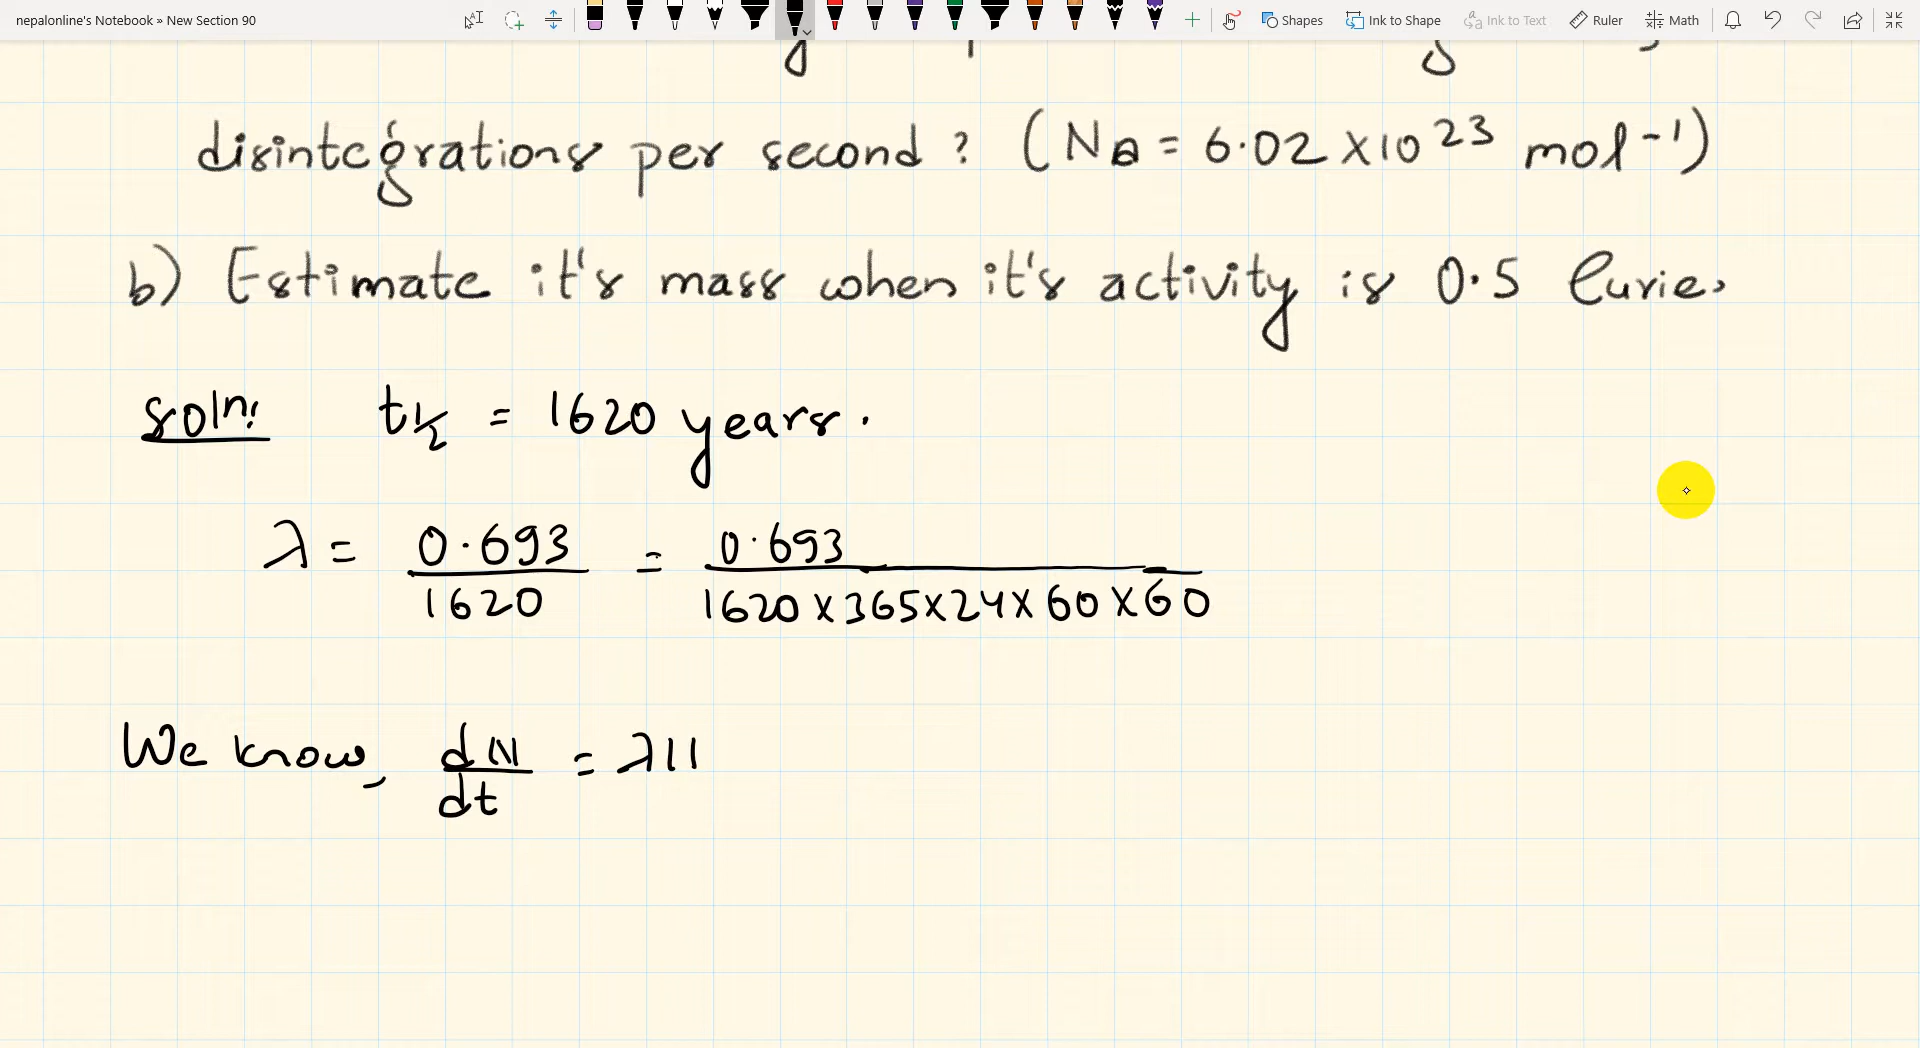 nepalonline's Notebook » New Section 90
Shapes Ink to Shape Ink to Text Ruler Math
disintegrations per second? (NA = 6.02 x 10^23 mol^-1)
b) Estimate it's mass when it's activity is 0.5 Curie.
soln: t½ = 1620 years.
λ = 0.693/1620 = 0.693/1620 x 365 x 24 x 60 x 60
We know, dN/dt = λ